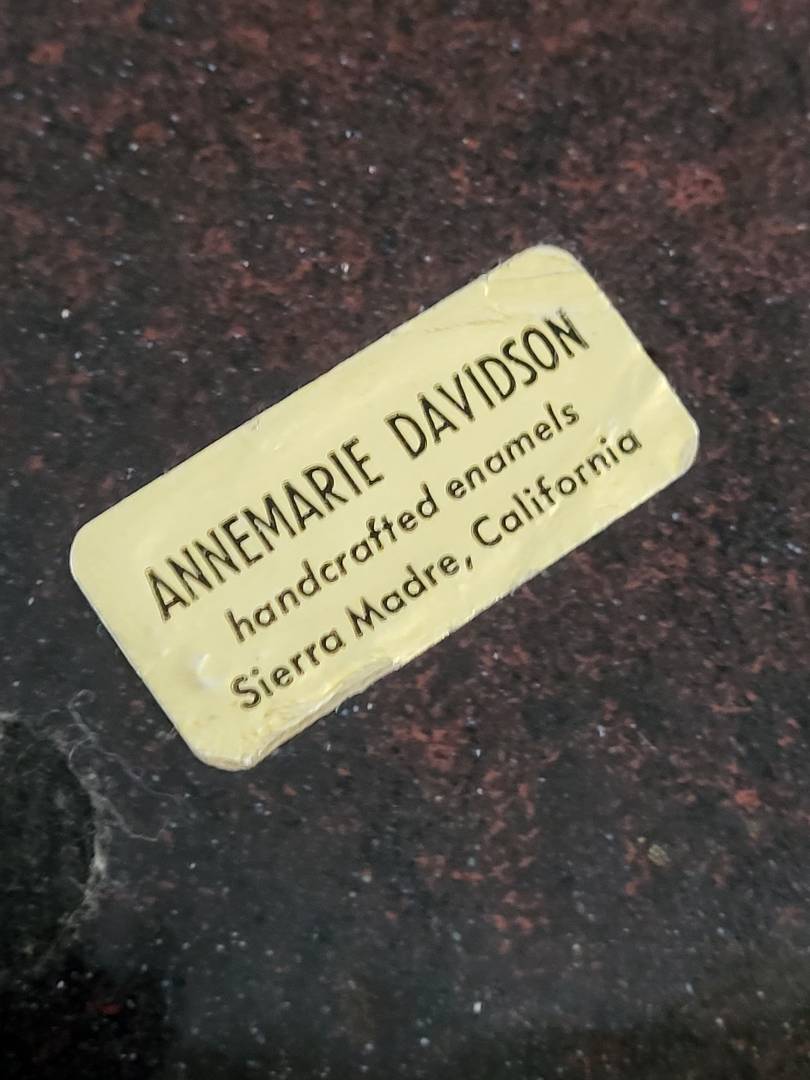 ANNEMARIE DAVIDSON
handcrafted enamels
Sierra Madre, California